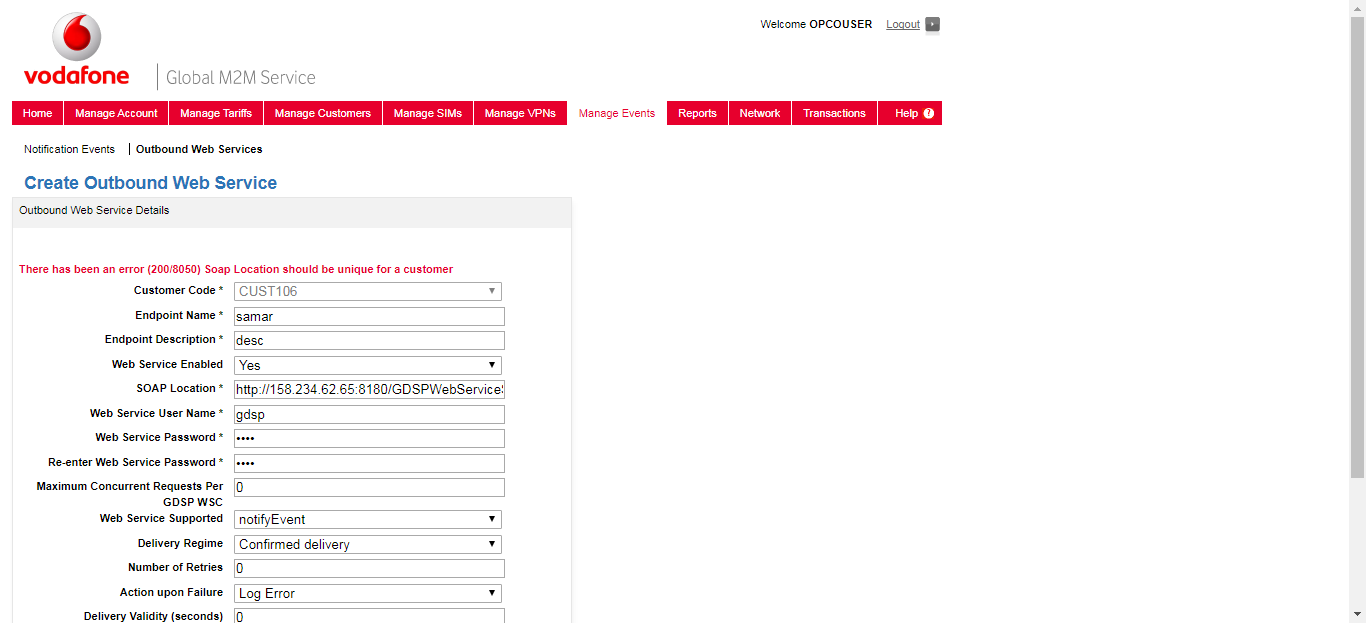 Welcome OPCOUSER Logout
vodafone
Global M2M Service
Home Manage Account Manage Tariffs Manage Customers Manage SIMs Manage VPNs Manage Events Reports Network Transactions Help ?
Notification Events | Outbound Web Services
Create Outbound Web Service
Outbound Web Service Details
There has been an error (200/8050) Soap Location should be unique for a customer
Customer Code * CUST106
Endpoint Name * samar
Endpoint Description * desc
Web Service Enabled Yes
SOAP Location * http://158.234.62.65:8180/GDSPWebService
Web Service User Name * gdsp
Web Service Password * ••••
Re-enter Web Service Password * ••••
Maximum Concurrent Requests Per 0
GDSP WSC
Web Service Supported notifyEvent
Delivery Regime Confirmed delivery
Number of Retries 0
Action upon Failure Log Error
Delivery Validity (seconds) 0